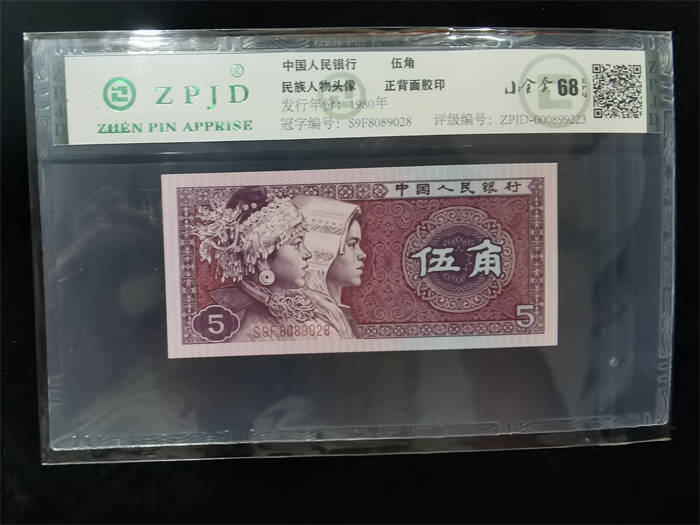 ZPJD®
ZHEN PIN APPRISE
中国人民银行 伍角
民族人物头像 正背面胶印
发行年份：1980年
冠字编号：S9F8089028
68
评级编号：ZPJD-000899223
ZPJD
ZPJD
中国人民银行
伍角
5
S9F8089028
5